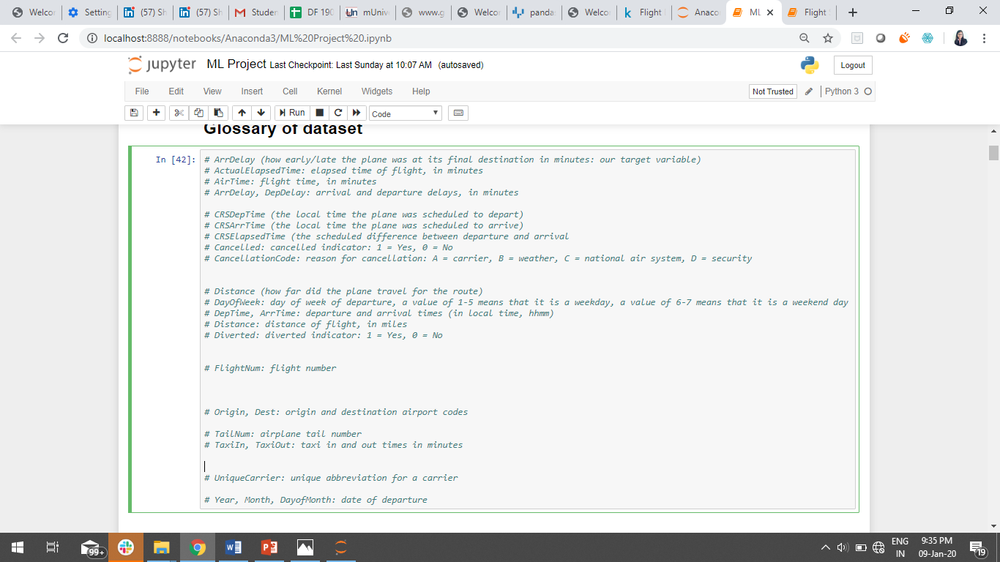 Welcor
Setting
(57) Sh
(57) Sh
Studen
DF 190
mUniv
www.g
Welcor
panda
Welcor
Flight
Anaco
ML
Flight
localhost:8888/notebooks/Anaconda3/ML%20Project%20.ipynb
jupyter ML Project Last Checkpoint: Last Sunday at 10:07 AM (autosaved)
Logout
File Edit View Insert Cell Kernel Widgets Help
Not Trusted
Python 3
Run
Code
Glossary of dataset
In [42]:
# ArrDelay (how early/late the plane was at its final destination in minutes: our target variable)
# ActualElapsedTime: elapsed time of flight, in minutes
# AirTime: flight time, in minutes
# ArrDelay, DepDelay: arrival and departure delays, in minutes
# CRSDepTime (the local time the plane was scheduled to depart)
# CRSArrTime (the local time the plane was scheduled to arrive)
# CRSElapsedTime (the scheduled difference between departure and arrival
# Cancelled: cancelled indicator: 1 = Yes, 0 = No
# CancellationCode: reason for cancellation: A = carrier, B = weather, C = national air system, D = security
# Distance (how far did the plane travel for the route)
# DayOfWeek: day of week of departure, a value of 1-5 means that it is a weekday, a value of 6-7 means that it is a weekend day
# DepTime, ArrTime: departure and arrival times (in local time, hhmm)
# Distance: distance of flight, in miles
# Diverted: diverted indicator: 1 = Yes, 0 = No
# FlightNum: flight number
# Origin, Dest: origin and destination airport codes
# TailNum: airplane tail number
# TaxiIn, TaxiOut: taxi in and out times in minutes
# UniqueCarrier: unique abbreviation for a carrier
# Year, Month, DayofMonth: date of departure
99+
ENG
IN
9:35 PM
09-Jan-20
19